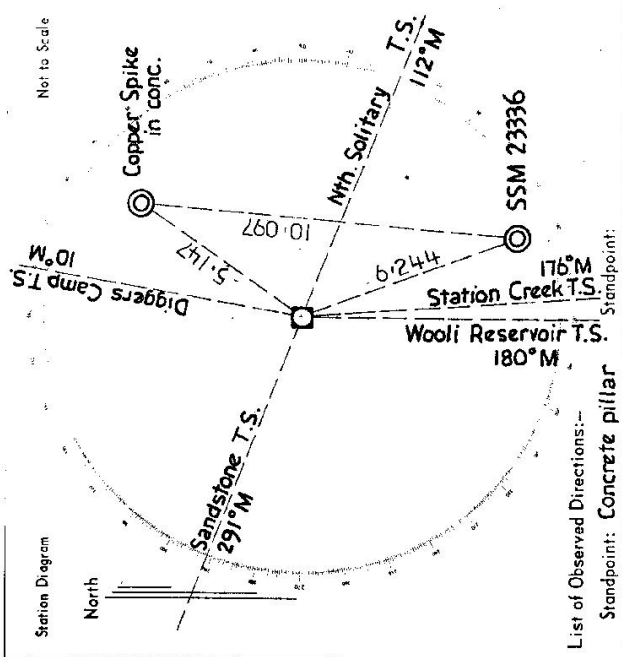 Station Diagram
Not to Scale
North
Copper Spike
in conc.
Diggers Camp T.S.
10°M
5.147
10.097
6.244
Nth. Solitary T.S.
112°M
SSM 23336
176°M
Station Creek T.S.
Wooli Reservoir T.S.
180°M
Sandstone T.S.
291°M
List of Observed Directions:-
Standpoint: Concrete pillar
Standpoint: